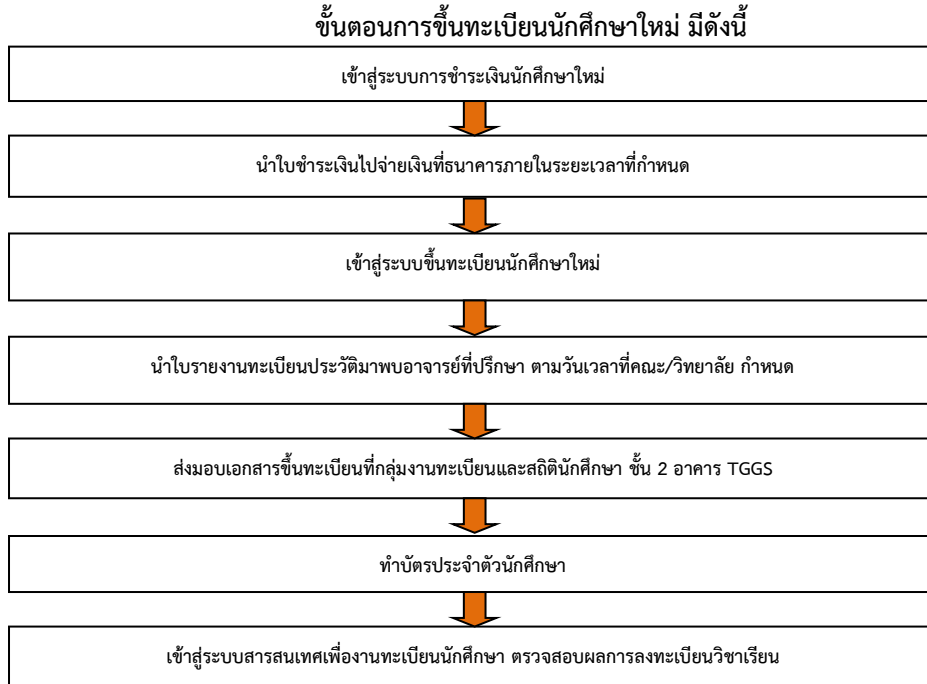 ขั้นตอนการขึ้นทะเบียนนักศึกษาใหม่ มีดังนี้
เข้าสู่ระบบการชำระเงินนักศึกษาใหม่
นำใบชำระเงินไปจ่ายเงินที่ธนาคารภายในระยะเวลาที่กำหนด
เข้าสู่ระบบขึ้นทะเบียนนักศึกษาใหม่
นำใบรายงานทะเบียนประวัติมาพบอาจารย์ที่ปรึกษา ตามวันเวลาที่คณะ/วิทยาลัย กำหนด
ส่งมอบเอกสารขึ้นทะเบียนที่กลุ่มงานทะเบียนและสถิตินักศึกษา ชั้น 2 อาคาร TGGS
ทำบัตรประจำตัวนักศึกษา
เข้าสู่ระบบสารสนเทศเพื่องานทะเบียนนักศึกษา ตรวจสอบผลการลงทะเบียนวิชาเรียน